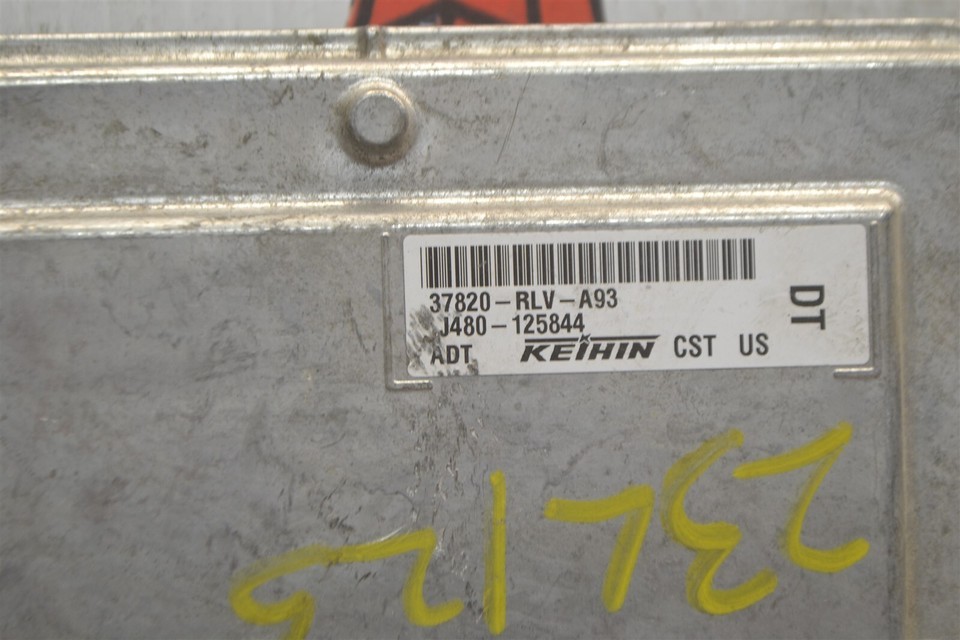 37820-RLV-A93
J480-125844
ADT KEIHIN CST US
DT